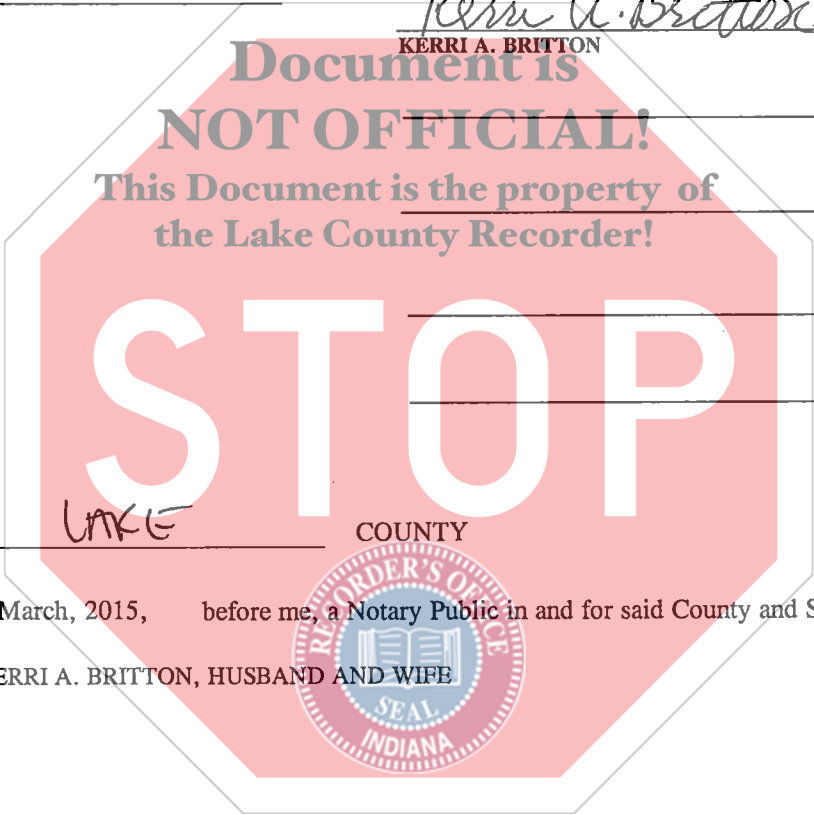 Kerri A. Britton
KERRI A. BRITTON
Document is
NOT OFFICIAL!
This Document is the property of
the Lake County Recorder!
STOP
LAKE COUNTY
March, 2015, before me, a Notary Public in and for said County and S
ERRI A. BRITTON, HUSBAND AND WIFE
RECORDER'S OFFICE
SEAL
INDIANA